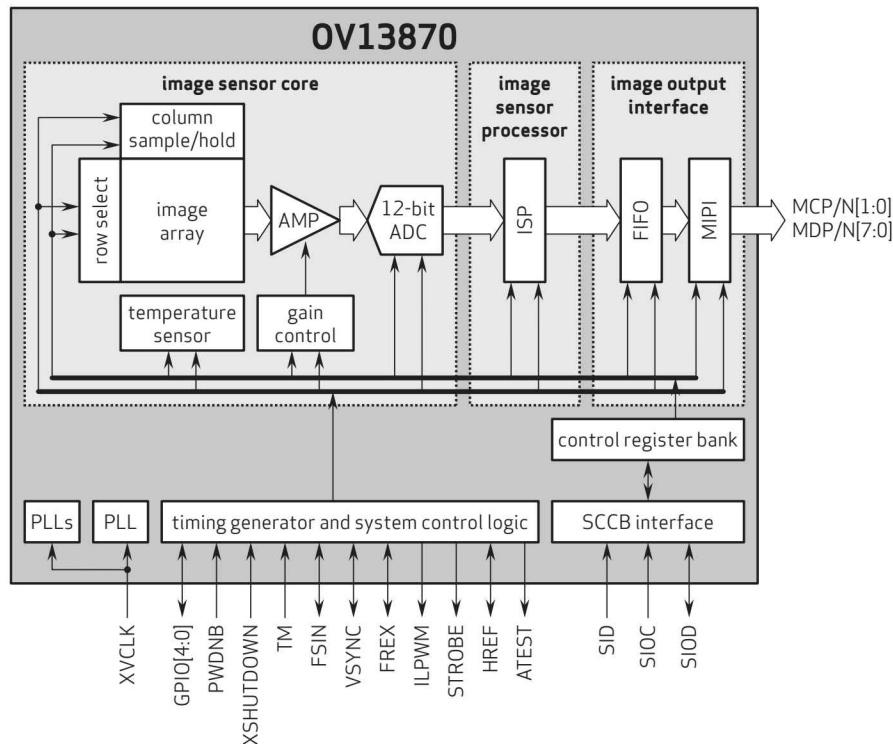 OV13870
image sensor core
image
sensor
processor
image output
interface
column
sample/hold
row select
image
array
AMP
12-bit
ADC
ISP
FIFO
MIPI
MCP/N[1:0]
MDP/N[7:0]
temperature
sensor
gain
control
control register bank
PLLs
PLL
timing generator and system control logic
SCCB interface
XVCLK
GPIO[4:0]
PWDNB
XSHUTDOWN
TM
FSIN
VSYNC
FREX
ILPWM
STROBE
HREF
ATEST
SID
SIOC
SIOD